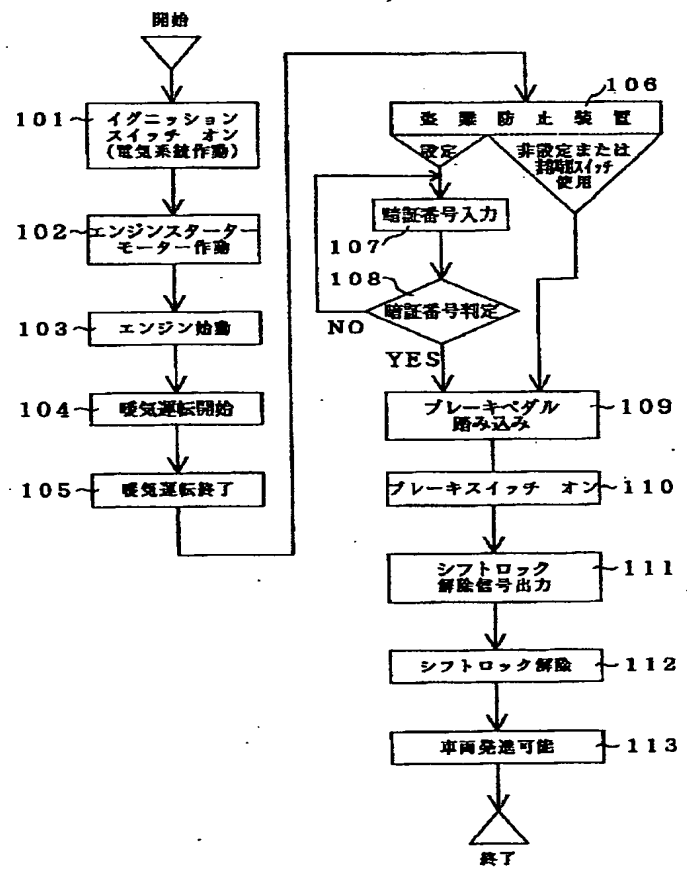 開始
101
イグニッション
スイッチ オン
(電気系統作動)
102
エンジンスターター
モーター作動
103
エンジン始動
104
暖気運転開始
105
暖気運転終了
106
盗難防止装置
設定
非設定または
スイッチ
使用
暗証番号入力
107
108
暗証番号判定
NO
YES
ブレーキペダル
踏み込み
109
ブレーキスイッチ オン
110
シフトロック
解除信号出力
111
シフトロック解除
112
車両発進可能
113
終了